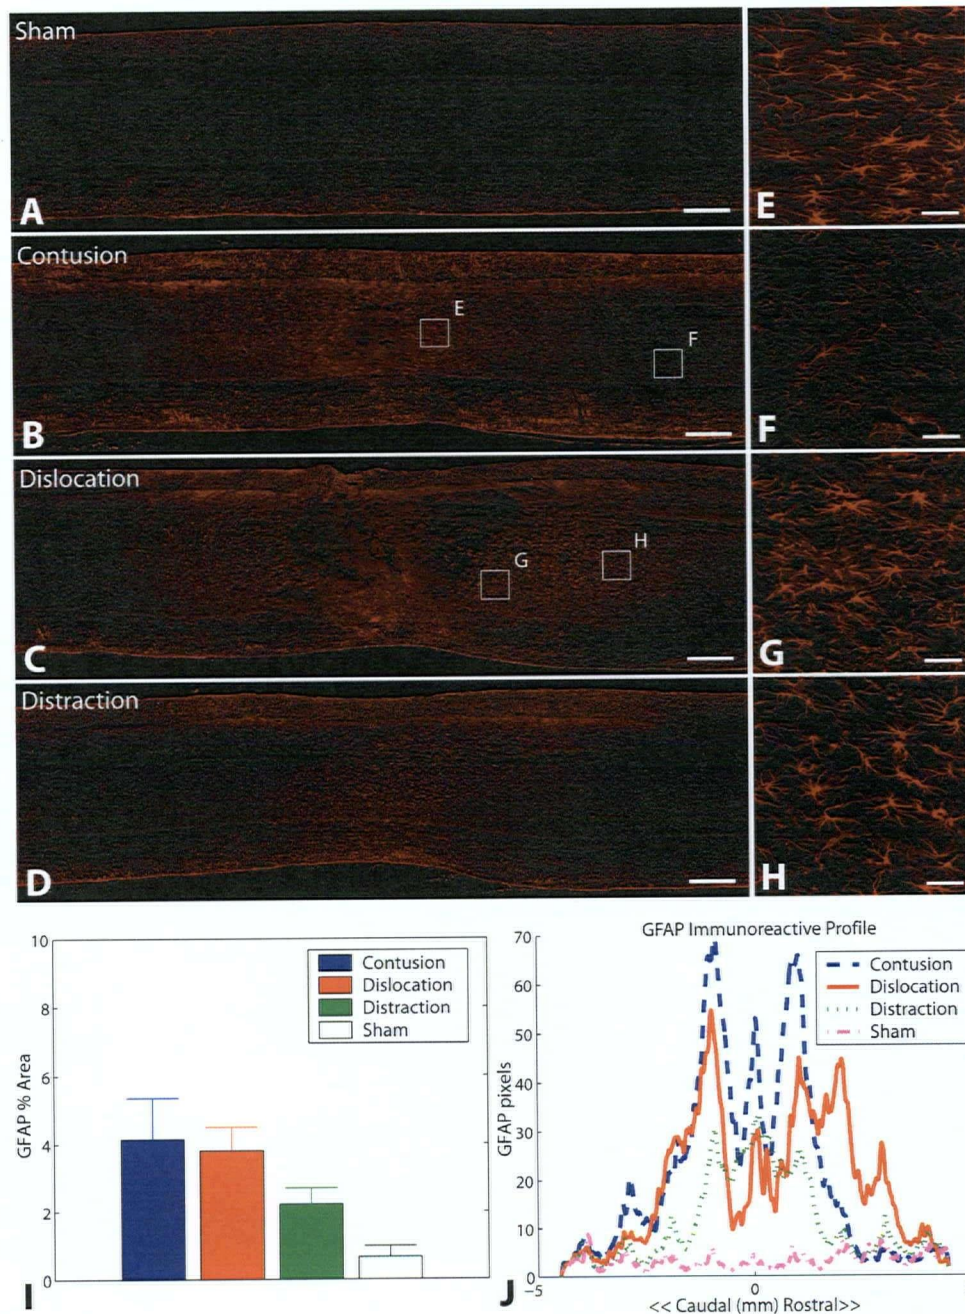 Sham
A
E
Contusion
E
F
B
F
Dislocation
G
H
C
G
Distraction
D
H
10
8
6
4
2
0
GFAP % Area
Contusion
Dislocation
Distraction
Sham
I
GFAP Immunoreactive Profile
70
60
50
40
30
20
10
0
GFAP pixels
Contusion
Dislocation
Distraction
Sham
−5
0
<< Caudal (mm) Rostral>>
J